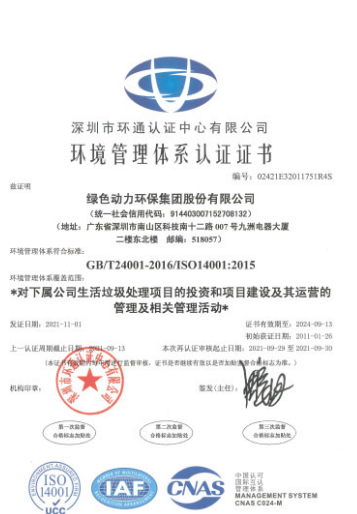 深圳市环通认证中心有限公司
环境管理体系认证证书
编号：02421E32011751R4S
兹证明
绿色动力环保集团股份有限公司
（统一社会信用代码：914403007152708132）
（地址：广东省深圳市南山区科技南十二路 007 号九洲电器大厦
二楼东北楼 邮编：518057）
环境管理体系符合标准：
GB/T24001-2016/ISO14001:2015
环境管理体系覆盖范围：
*对下属公司生活垃圾处理项目的投资和项目建设及其运营的
管理及相关管理活动*
发证日期：2021-11-01
证书有效期至：2024-09-13
初始获证日期：2011-01-26
上一认证周期截止日期：2021-09-13
本次再认证审核起止日期：2021-09-29 至 2021-09-30
机构印章：
签发(主任)：
第一次监督
合格标志加贴处
第二次监督
合格标志加贴处
第三次监督
合格标志加贴处
ISO
14001
UCC
IAF
CNAS
中国认可
国际互认
管理体系
MANAGEMENT SYSTEM
CNAS C024-M